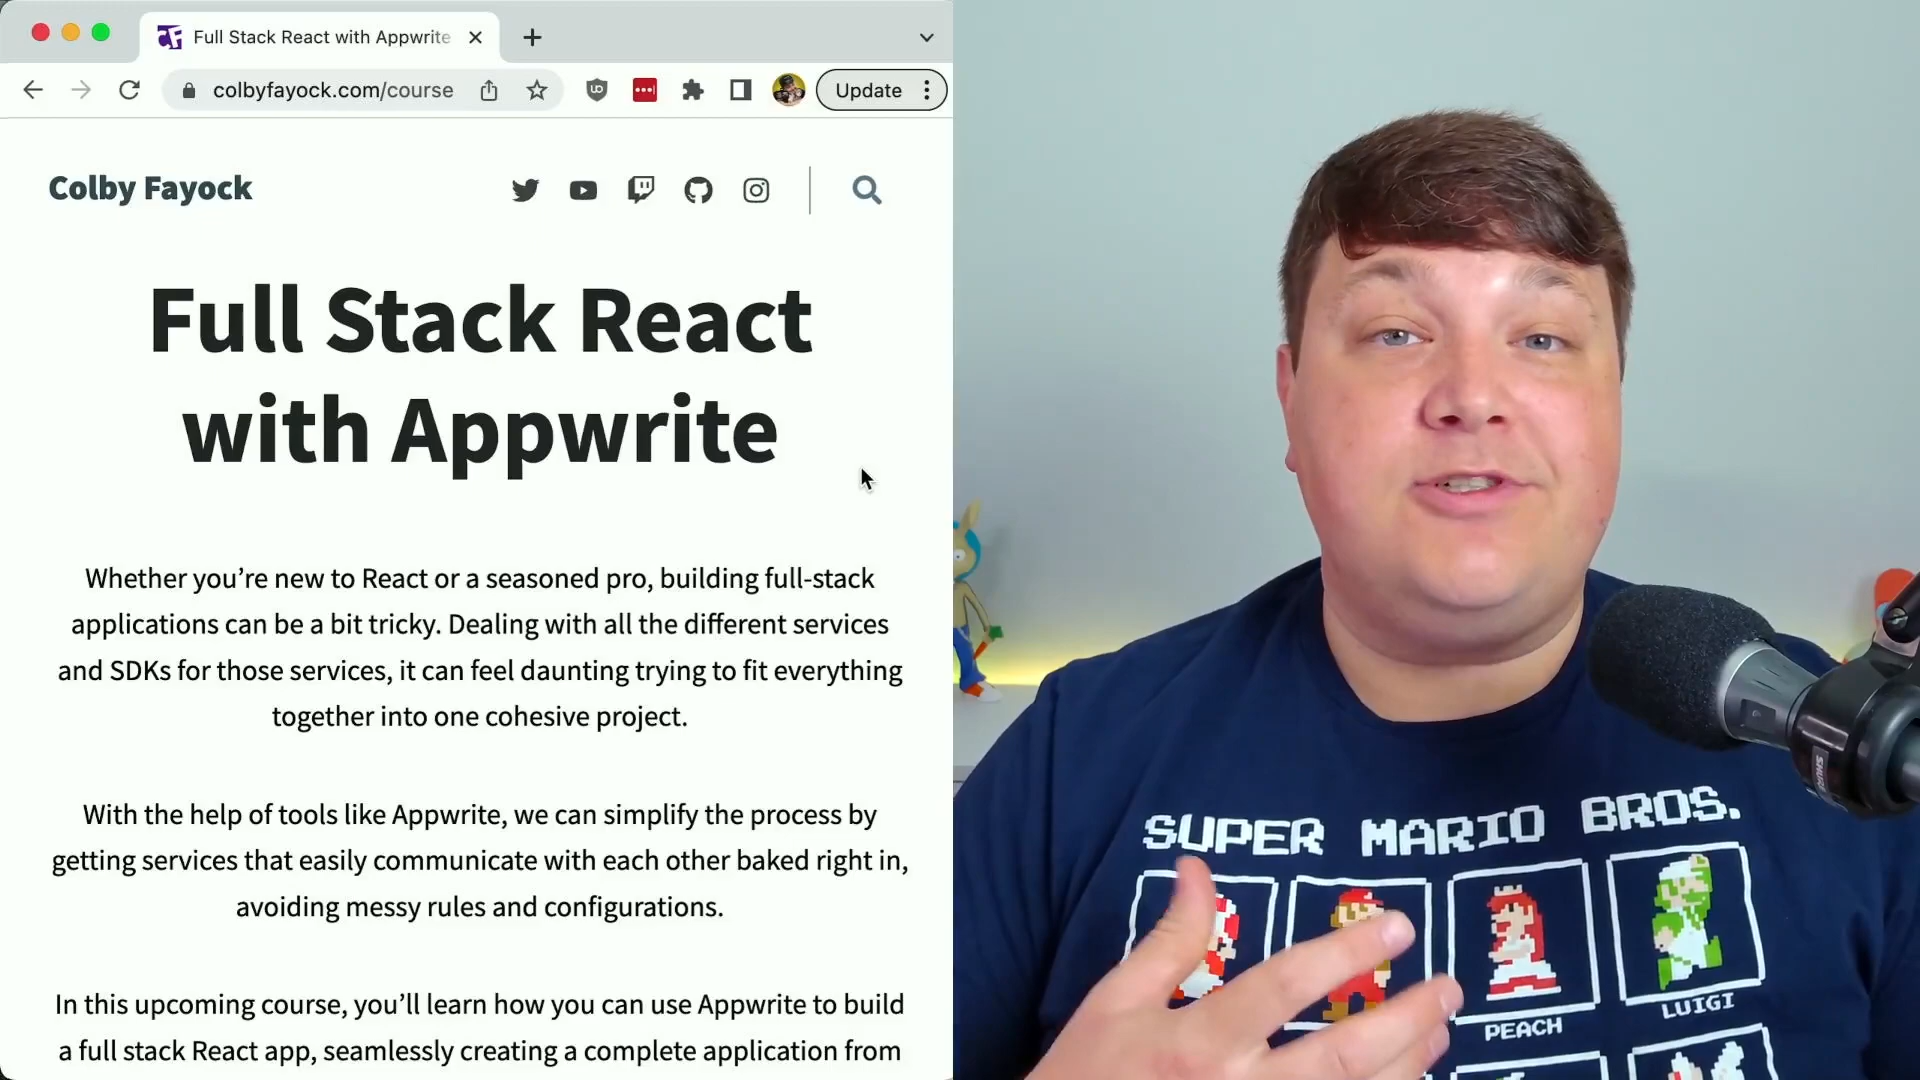 Full Stack React with Appwrite
colbyfayock.com/course
Update
Colby Fayock
Full Stack React
with Appwrite
Whether you’re new to React or a seasoned pro, building full-stack
applications can be a bit tricky. Dealing with all the different services
and SDKs for those services, it can feel daunting trying to fit everything
together into one cohesive project.
With the help of tools like Appwrite, we can simplify the process by
getting services that easily communicate with each other baked right in,
avoiding messy rules and configurations.
In this upcoming course, you’ll learn how you can use Appwrite to build
a full stack React app, seamlessly creating a complete application from
SUPER MARIO BROS.
PEACH
LUIGI
SHURE